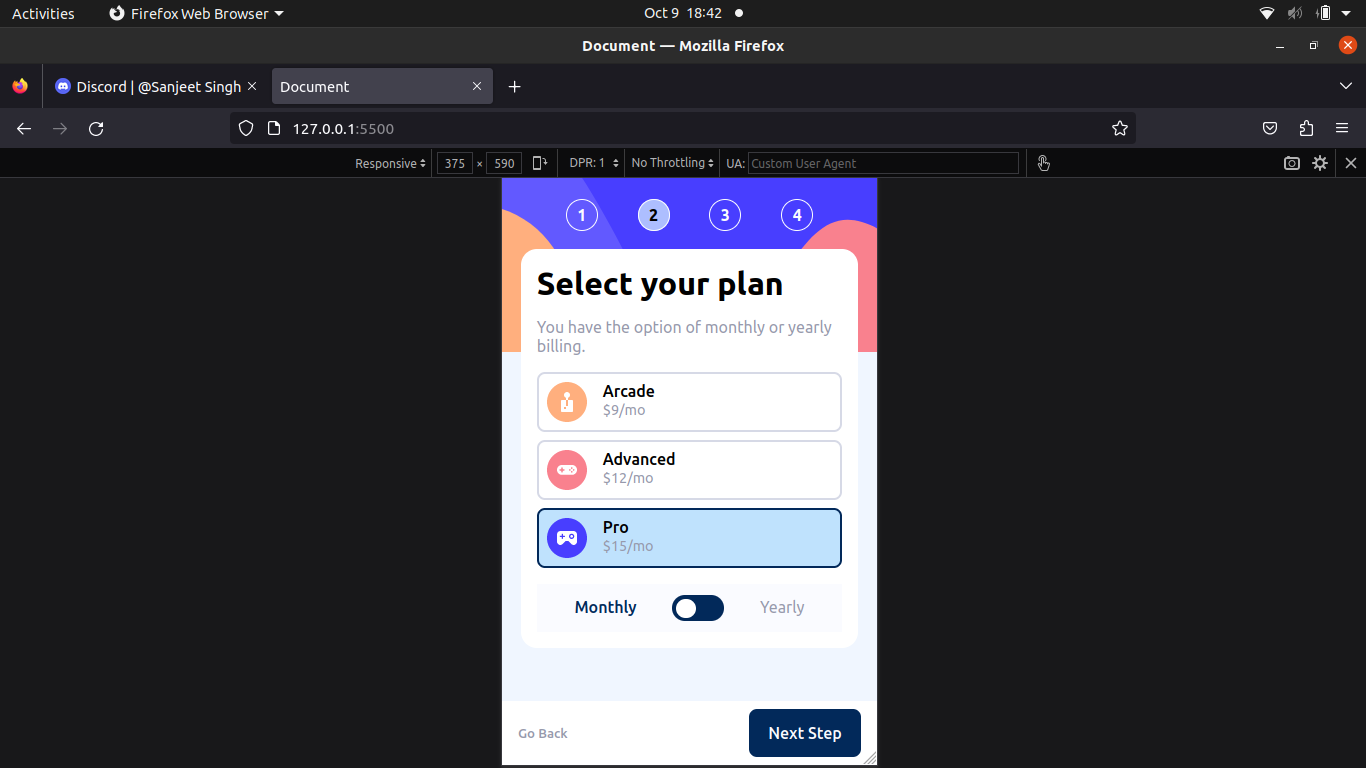 Activities
Firefox Web Browser
Oct 9 18:42
Document — Mozilla Firefox
Discord | @Sanjeet Singh
Document
127.0.0.1:5500
Responsive
375 × 590
DPR: 1
No Throttling
UA: Custom User Agent
1 2 3 4
Select your plan
You have the option of monthly or yearly
billing.
Arcade
$9/mo
Advanced
$12/mo
Pro
$15/mo
Monthly
Yearly
Go Back
Next Step